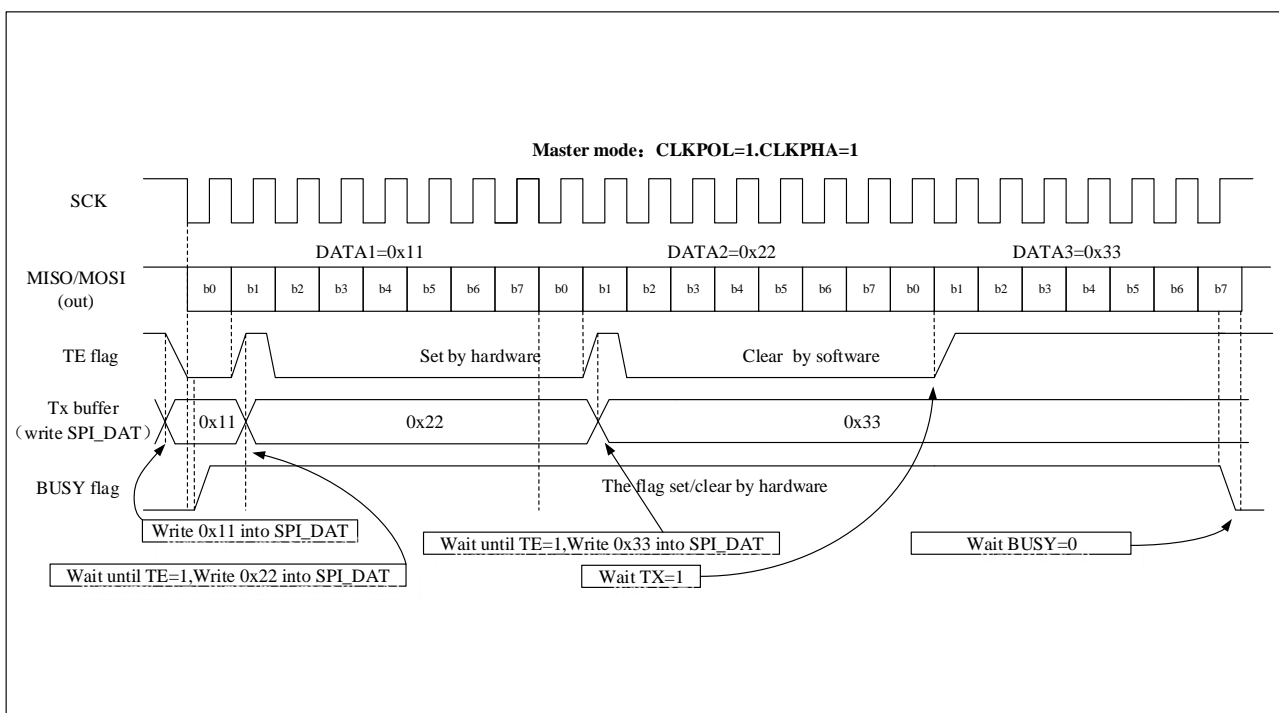 Master mode：CLKPOL=1.CLKPHA=1
SCK
DATA1=0x11 DATA2=0x22 DATA3=0x33
MISO/MOSI
(out)
b0 b1 b2 b3 b4 b5 b6 b7 b0 b1 b2 b3 b4 b5 b6 b7 b0 b1 b2 b3 b4 b5 b6 b7
TE flag Set by hardware Clear by software
Tx buffer
（write SPI_DAT）
0x11 0x22 0x33
BUSY flag The flag set/clear by hardware
Write 0x11 into SPI_DAT
Wait until TE=1,Write 0x33 into SPI_DAT
Wait BUSY=0
Wait until TE=1,Write 0x22 into SPI_DAT
Wait TX=1